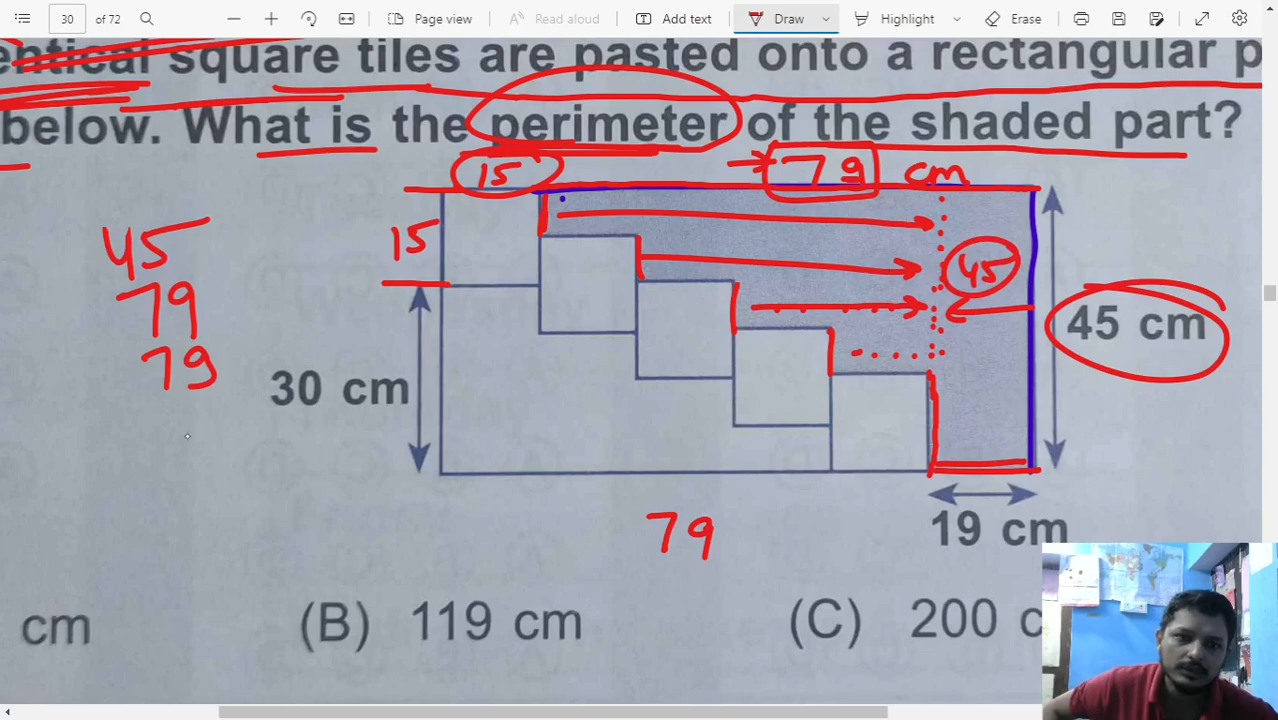 30 of 72 Page view Read aloud Add text Draw Highlight Erase
entical square tiles are pasted onto a rectangular p
below. What is the perimeter of the shaded part?
15 79 cm
45
79
79
15
45
45 cm
30 cm
19 cm
79
cm (B) 119 cm (C) 200 c